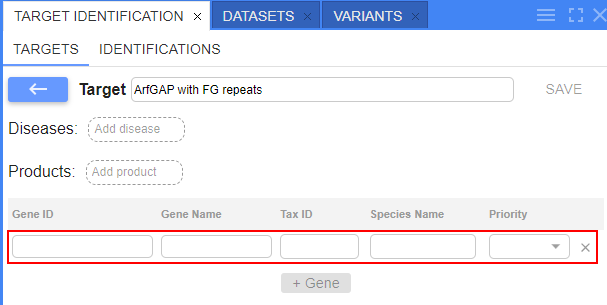 TARGET IDENTIFICATION × DATASETS × VARIANTS ×
TARGETS IDENTIFICATIONS
Target ArfGAP with FG repeats SAVE
Diseases: Add disease
Products: Add product
Gene ID Gene Name Tax ID Species Name Priority
+ Gene